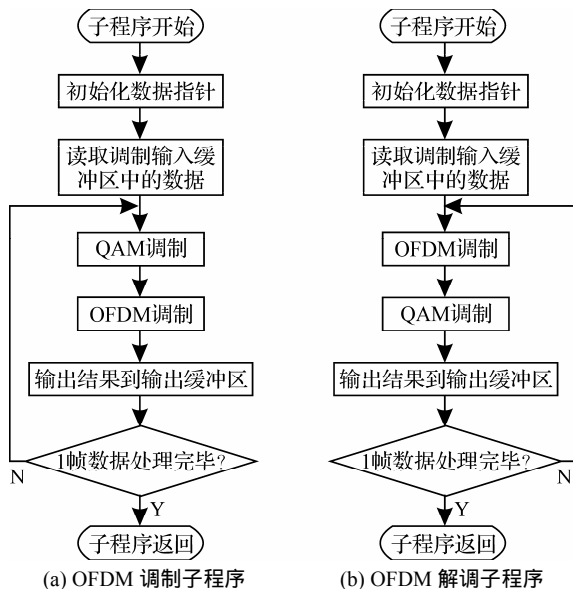 子程序开始
初始化数据指针
读取调制输入缓
冲区中的数据
QAM调制
OFDM调制
输出结果到输出缓冲区
1帧数据处理完毕?
N
Y
子程序返回
(a) OFDM 调制子程序
子程序开始
初始化数据指针
读取调制输入缓
冲区中的数据
OFDM调制
QAM调制
输出结果到输出缓冲区
1帧数据处理完毕?
N
Y
子程序返回
(b) OFDM 解调子程序